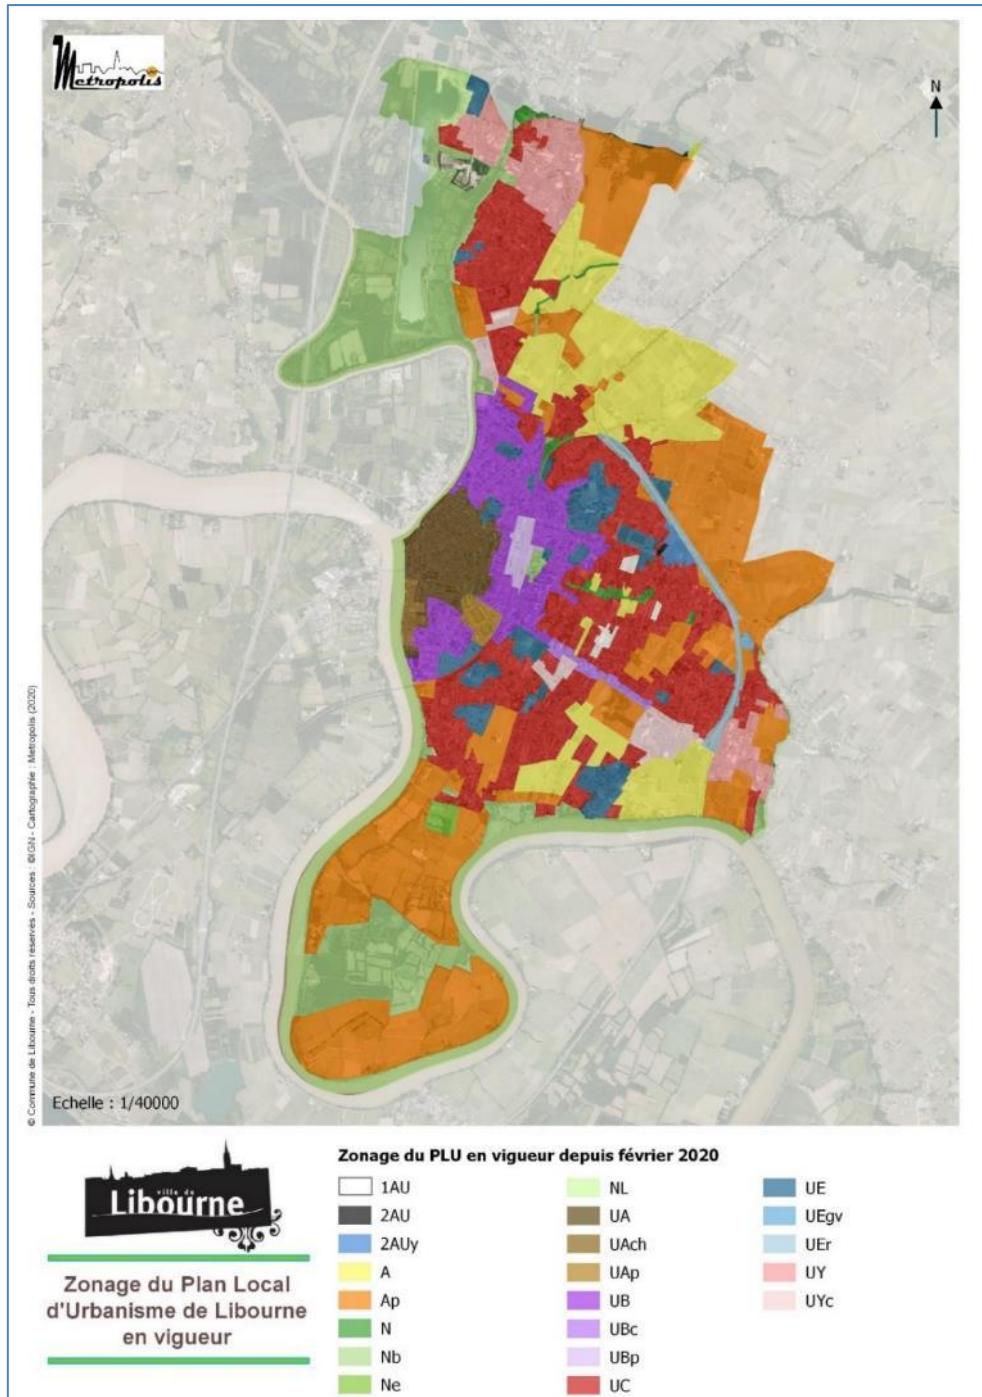 Metropolis
N
© Commune de Libourne - Tous droits réservés - Sources : ©IGN - Cartographie : Metropolis (2020)
Echelle : 1/40000
ville de
Libourne
Zonage du Plan Local
d'Urbanisme de Libourne
en vigueur
Zonage du PLU en vigueur depuis février 2020
1AU
2AU
2AUy
A
Ap
N
Nb
Ne
NL
UA
UAch
UAp
UB
UBc
UBp
UC
UE
UEgv
UEr
UY
UYc